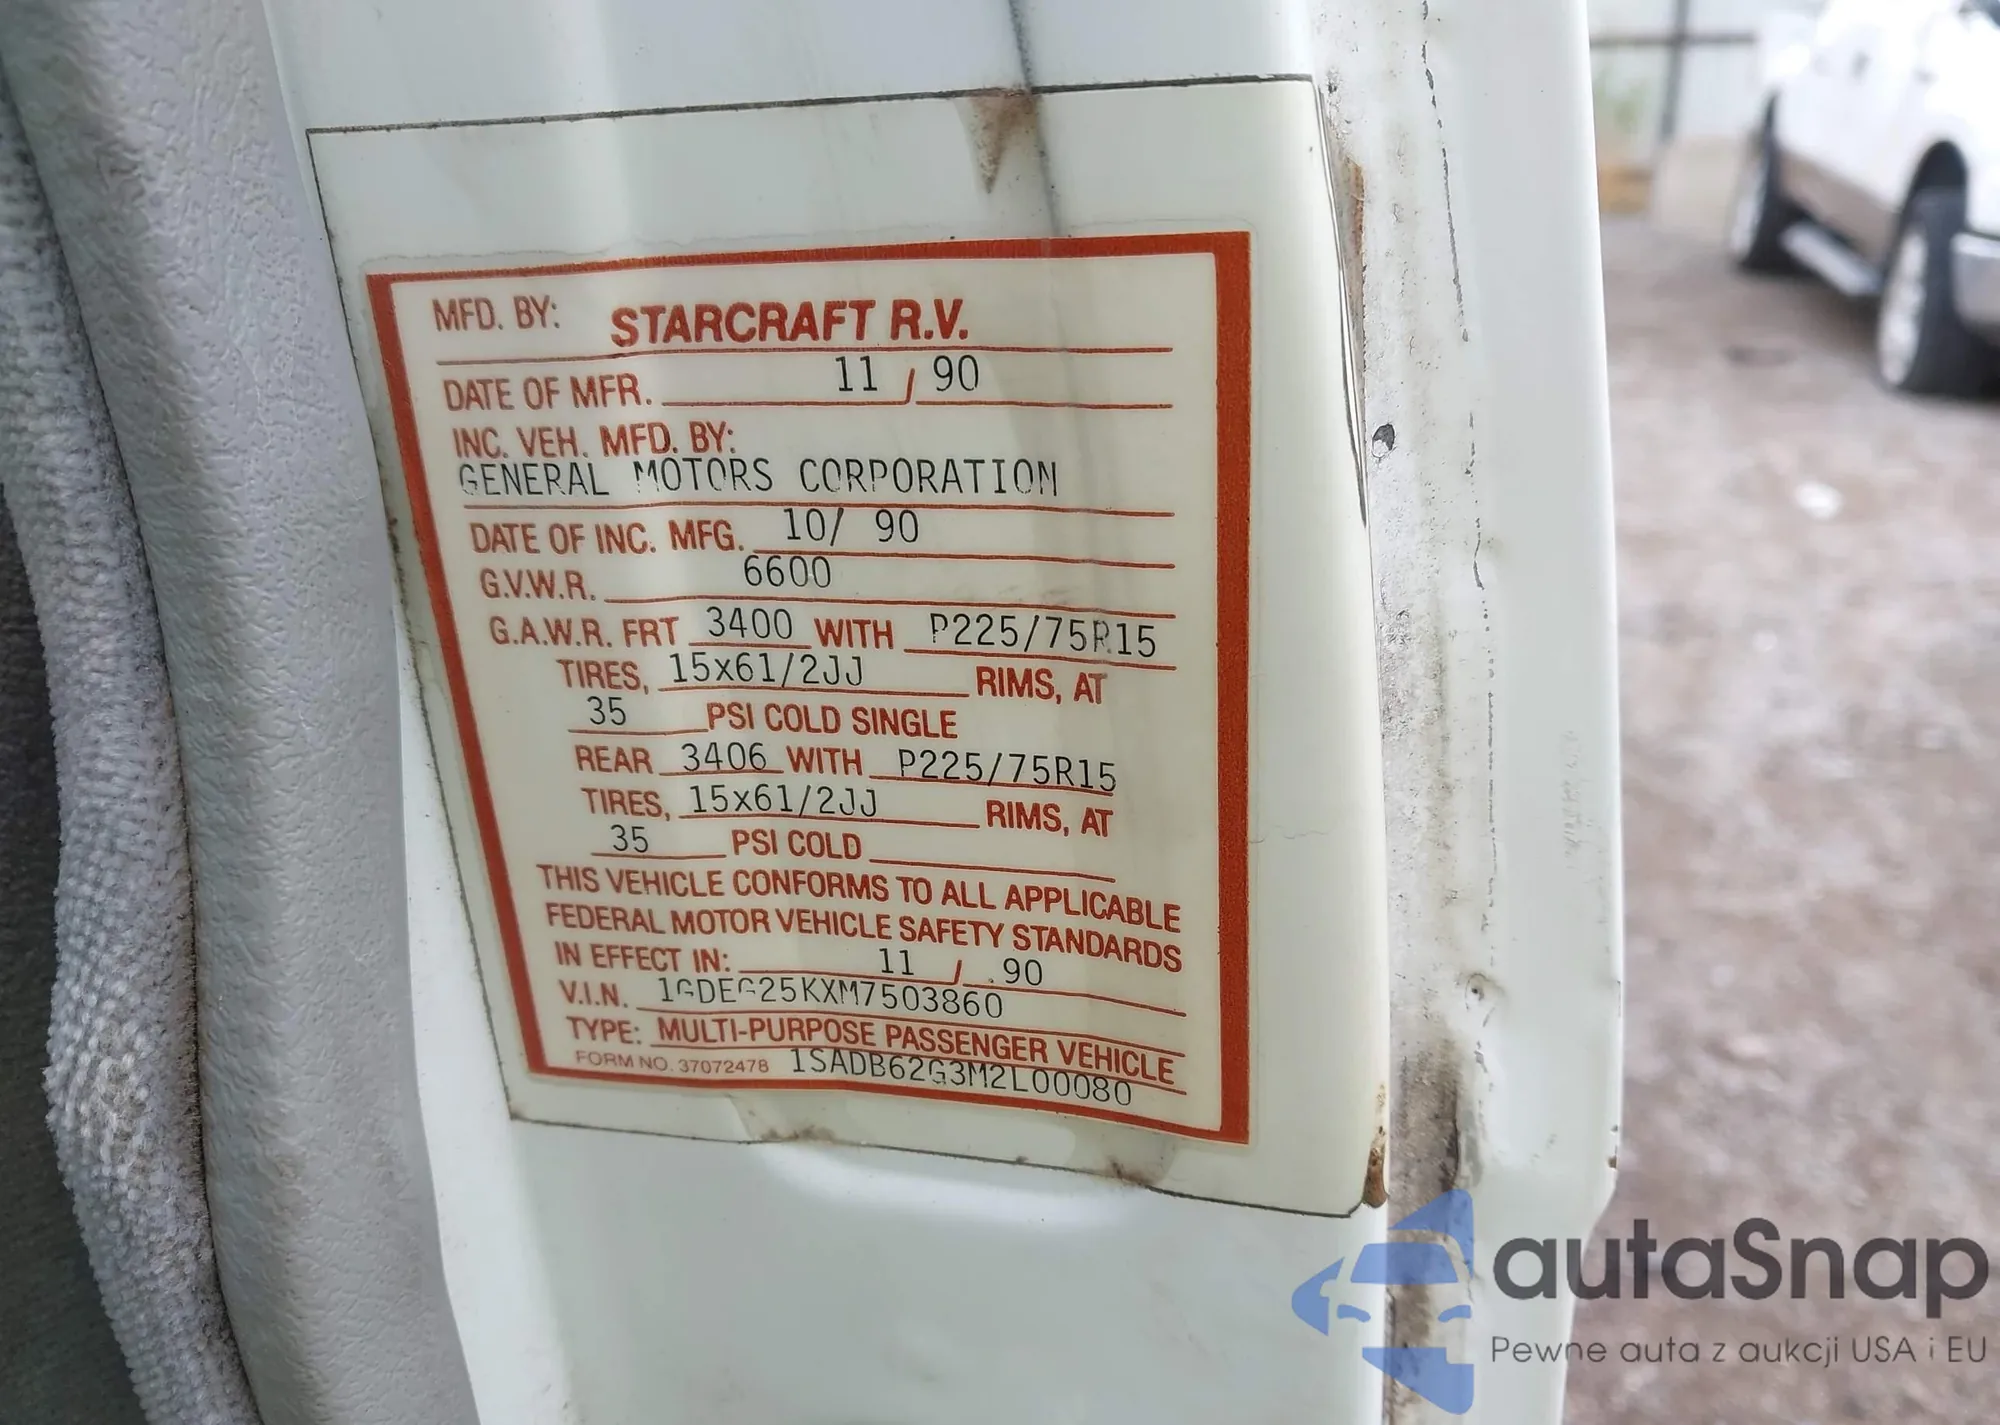 MFD. BY: STARCRAFT R.V.
DATE OF MFR. 11 / 90
INC. VEH. MFD. BY:
GENERAL MOTORS CORPORATION
DATE OF INC. MFG. 10/ 90
G.V.W.R. 6600
G.A.W.R. FRT 3400 WITH P225/75R15
TIRES, 15x61/2JJ RIMS, AT
35 PSI COLD SINGLE
REAR 3406 WITH P225/75R15
TIRES, 15x61/2JJ RIMS, AT
35 PSI COLD
THIS VEHICLE CONFORMS TO ALL APPLICABLE
FEDERAL MOTOR VEHICLE SAFETY STANDARDS
IN EFFECT IN: 11 / 90
V.I.N. 1GDEG25KXM7503860
TYPE: MULTI-PURPOSE PASSENGER VEHICLE
FORM NO. 37072478 1SADB62G3M2L00080
autaSnap
Pewne auta z aukcji USA i EU